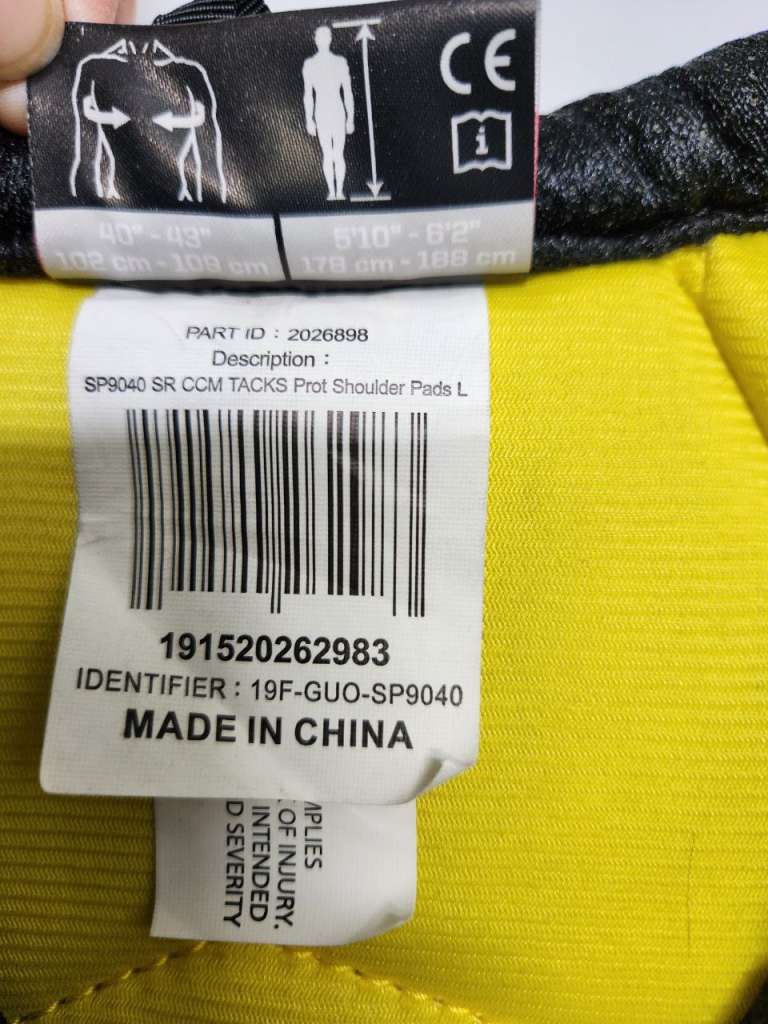 CE
i
40" - 43"
102 cm - 109 cm
5'10" - 6'2"
178 cm - 188 cm
PART ID : 2026898
Description :
SP9040 SR CCM TACKS Prot Shoulder Pads L
191520262983
IDENTIFIER : 19F-GUO-SP9040
MADE IN CHINA
MPLIES
OF INJURY.
INTENDED
D SEVERITY